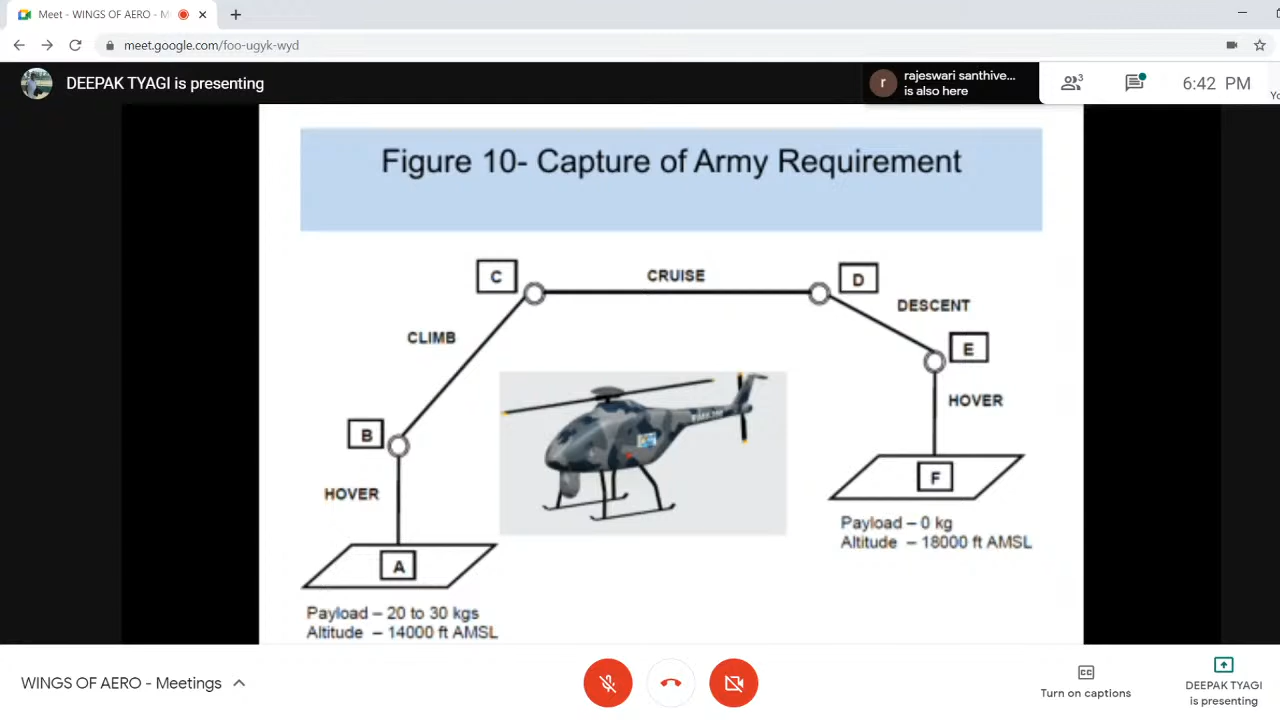 Meet - WINGS OF AERO - M
meet.google.com/foo-ugyk-wyd
DEEPAK TYAGI is presenting
r
rajeswari santhive...
is also here
3
6:42 PM
Yo
Figure 10- Capture of Army Requirement
C
CRUISE
D
DESCENT
CLIMB
E
HOVER
B
HOVER
F
Payload – 0 kg
Altitude – 18000 ft AMSL
A
Payload – 20 to 30 kgs
Altitude – 14000 ft AMSL
WINGS OF AERO - Meetings
CC
Turn on captions
DEEPAK TYAGI
is presenting